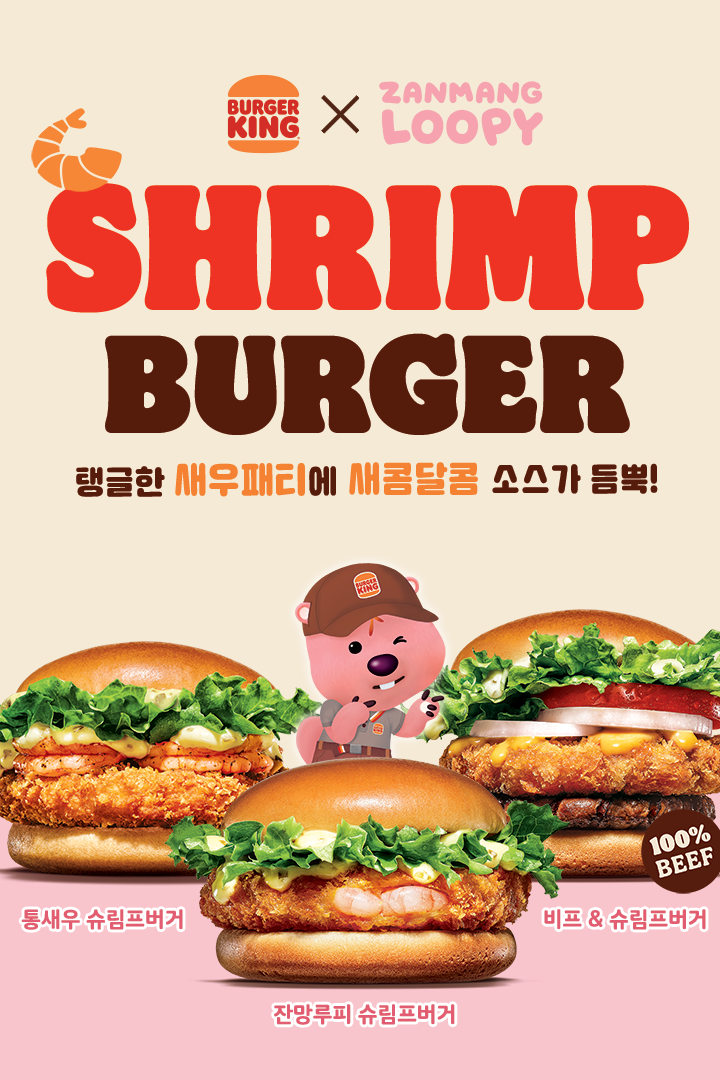 BURGER
KING
ZANMANG
LOOPY
SHRIMP
BURGER
탱글한 새우패티에 새콤달콤 소스가 듬뿍!
BURGER
KING
100%
BEEF
통새우 슈림프버거
비프 & 슈림프버거
잔망루피 슈림프버거